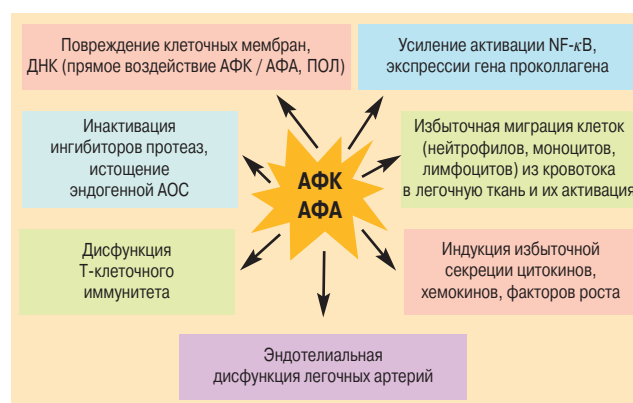 Повреждение клеточных мембран,
ДНК (прямое воздействие АФК / АФА, ПОЛ)
Усиление активации NF-κB,
экспрессии гена проколлагена
Инактивация
ингибиторов протеаз,
истощение
эндогенной АОС
АФК
АФА
Избыточная миграция клеток
(нейтрофилов, моноцитов,
лимфоцитов) из кровотока
в легочную ткань и их активация
Дисфункция
Т-клеточного
иммунитета
Индукция избыточной
секреции цитокинов,
хемокинов, факторов роста
Эндотелиальная
дисфункция легочных артерий